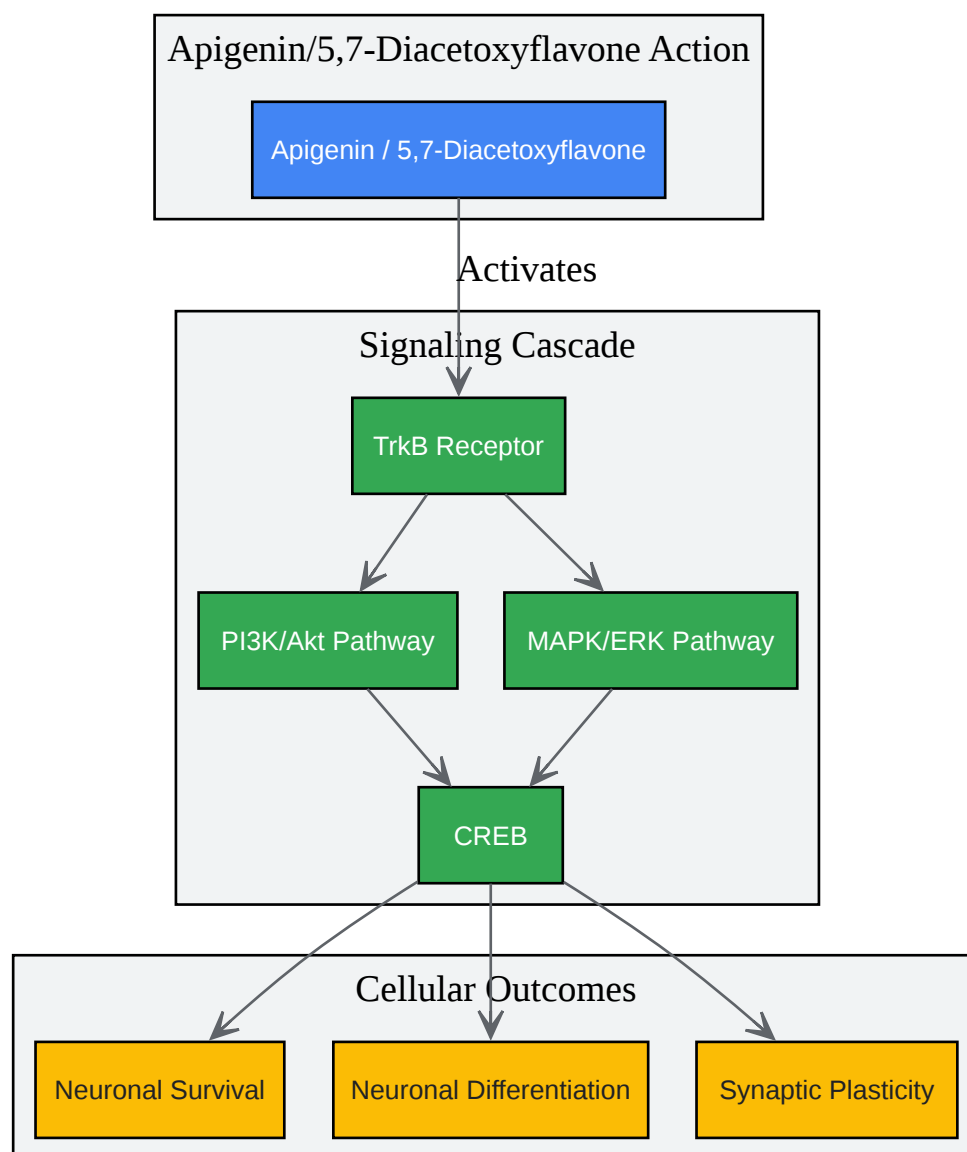 Apigenin/5,7-Diacetoxyflavone Action
Apigenin / 5,7-Diacetoxyflavone
Activates
Signaling Cascade
TrkB Receptor
PI3K/Akt Pathway
MAPK/ERK Pathway
CREB
Cellular Outcomes
Neuronal Survival
Neuronal Differentiation
Synaptic Plasticity